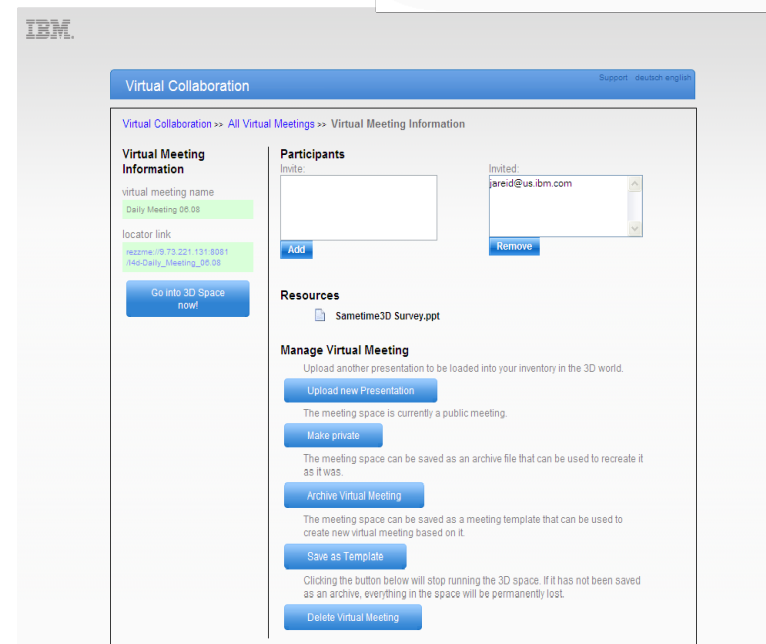 IBM.
Support deutsch english
Virtual Collaboration
Virtual Collaboration >> All Virtual Meetings >> Virtual Meeting Information
Virtual Meeting
Information
virtual meeting name
Daily Meeting 06.08
locator link
rezzme://9.73.221.131:8081
/l4d-Daily_Meeting_06.08
Go into 3D Space
now!
Participants
Invite:
Add
Invited:
jareid@us.ibm.com
Remove
Resources
Sametime3D Survey.ppt
Manage Virtual Meeting
Upload another presentation to be loaded into your inventory in the 3D world.
Upload new Presentation
The meeting space is currently a public meeting.
Make private
The meeting space can be saved as an archive file that can be used to recreate it
as it was.
Archive Virtual Meeting
The meeting space can be saved as a meeting template that can be used to
create new virtual meeting based on it.
Save as Template
Clicking the button below will stop running the 3D space. If it has not been saved
as an archive, everything in the space will be permanently lost.
Delete Virtual Meeting